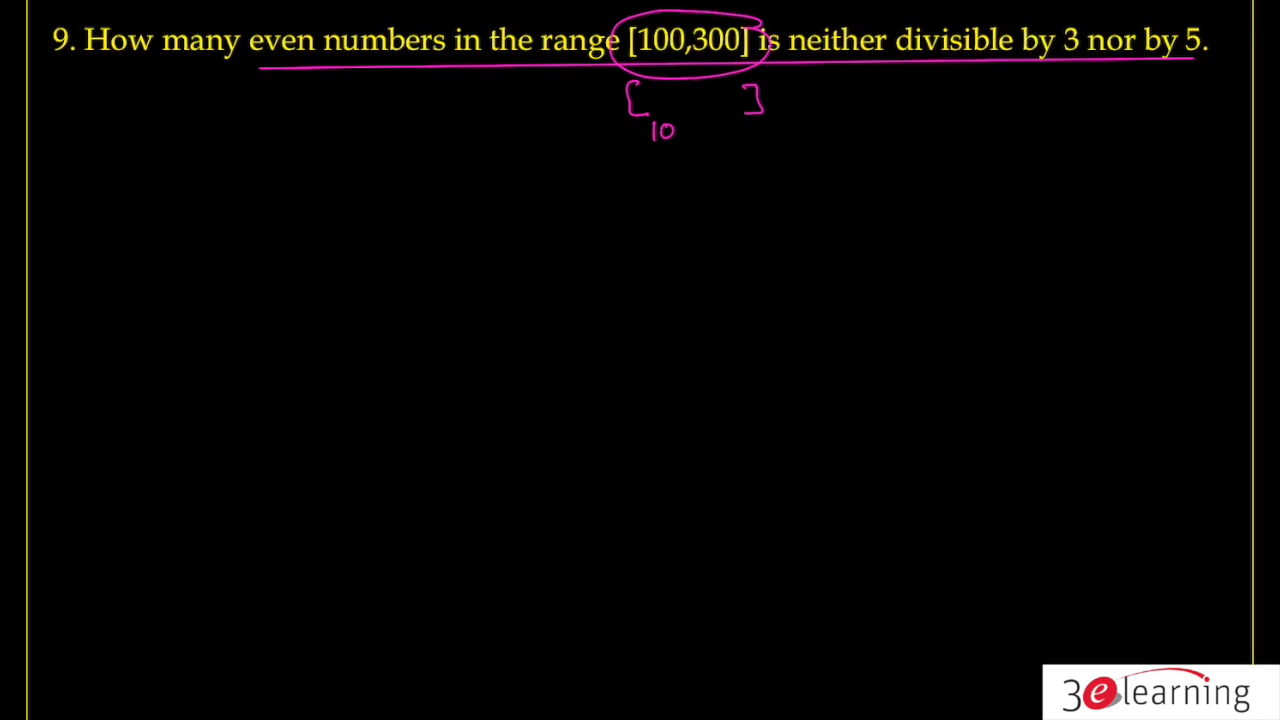 9. How many even numbers in the range [100,300] is neither divisible by 3 nor by 5.
[ ]
10
3elearning